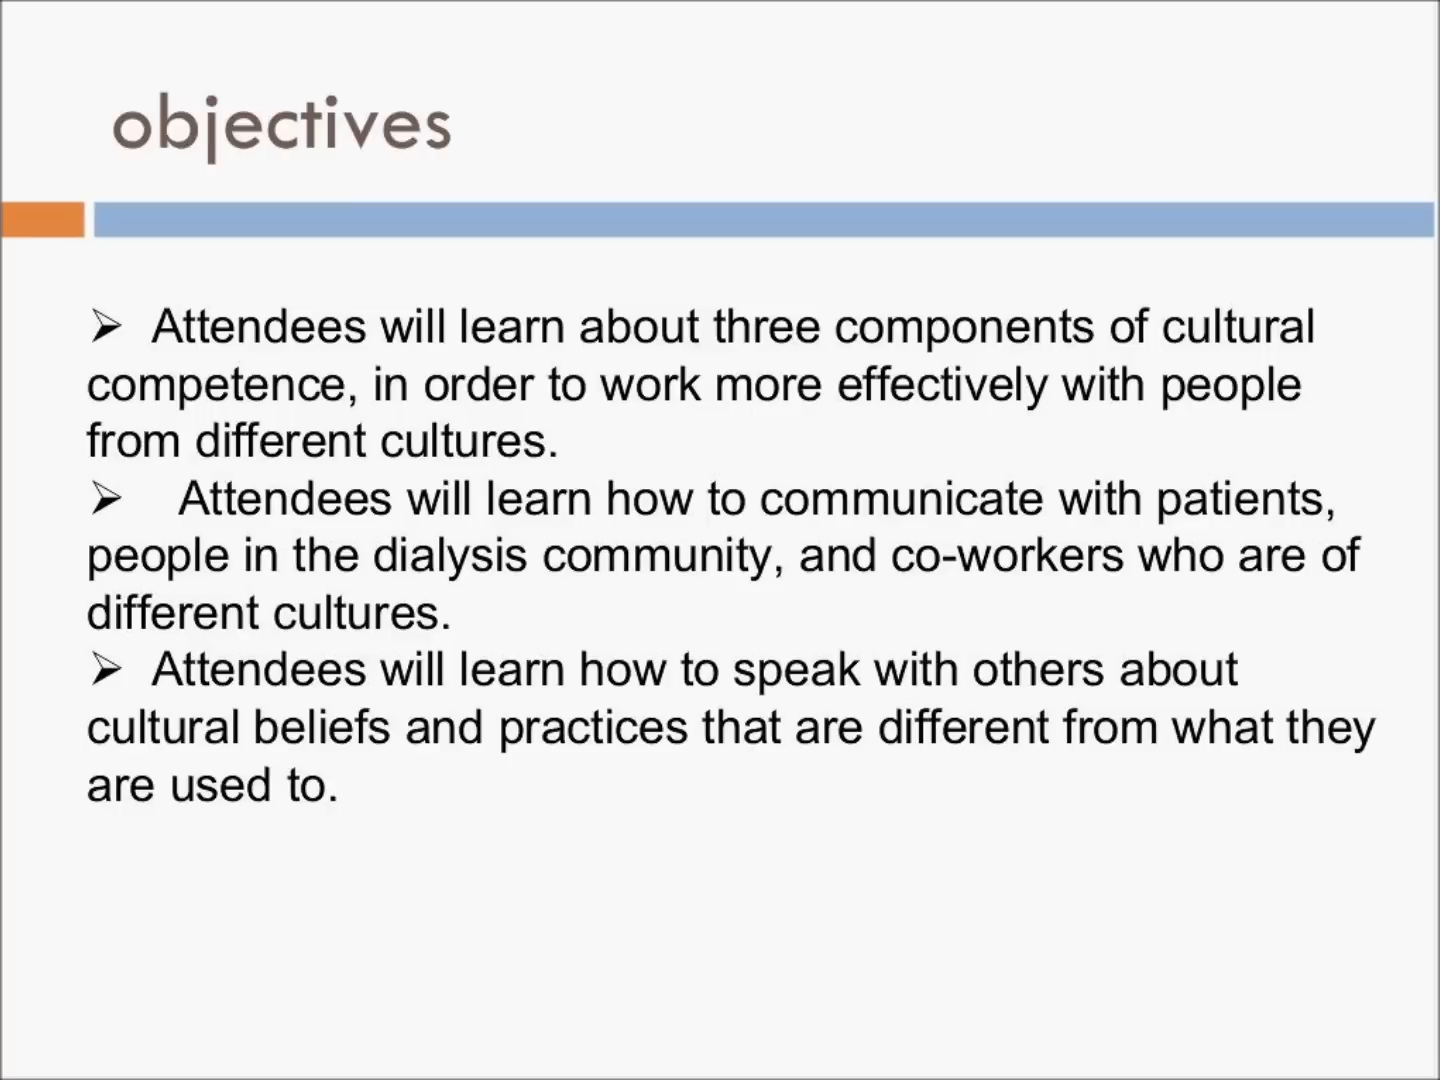 objectives
➢ Attendees will learn about three components of cultural
competence, in order to work more effectively with people
from different cultures.
➢ Attendees will learn how to communicate with patients,
people in the dialysis community, and co-workers who are of
different cultures.
➢ Attendees will learn how to speak with others about
cultural beliefs and practices that are different from what they
are used to.